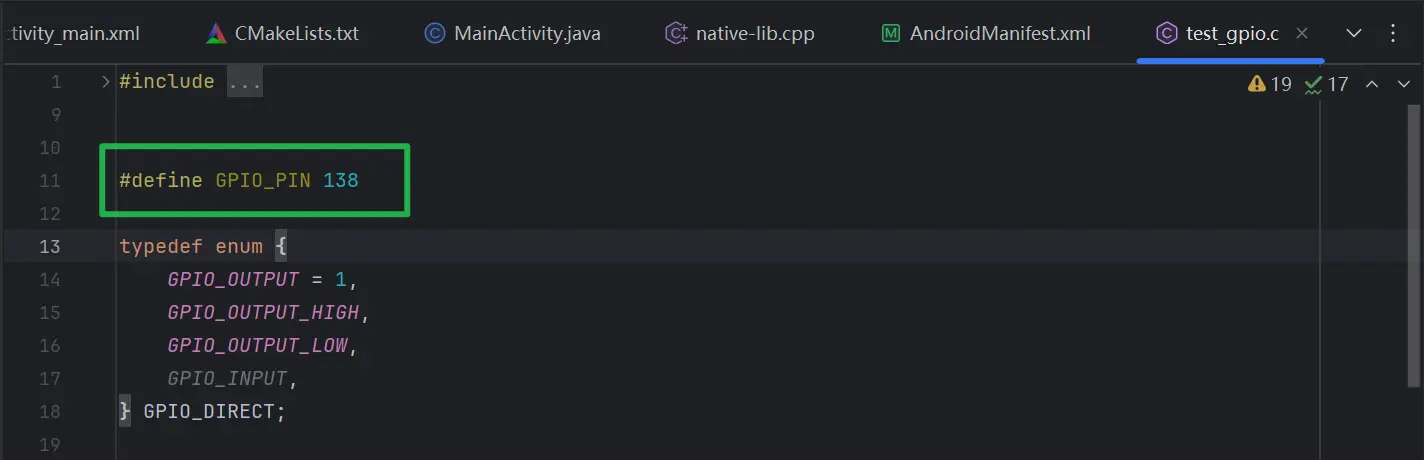 ctivity_main.xml CMakeLists.txt MainActivity.java native-lib.cpp AndroidManifest.xml test_gpio.c
19 17
1 #include ...
9
10
11 #define GPIO_PIN 138
12
13 typedef enum {
14 GPIO_OUTPUT = 1,
15 GPIO_OUTPUT_HIGH,
16 GPIO_OUTPUT_LOW,
17 GPIO_INPUT,
18 } GPIO_DIRECT;
19